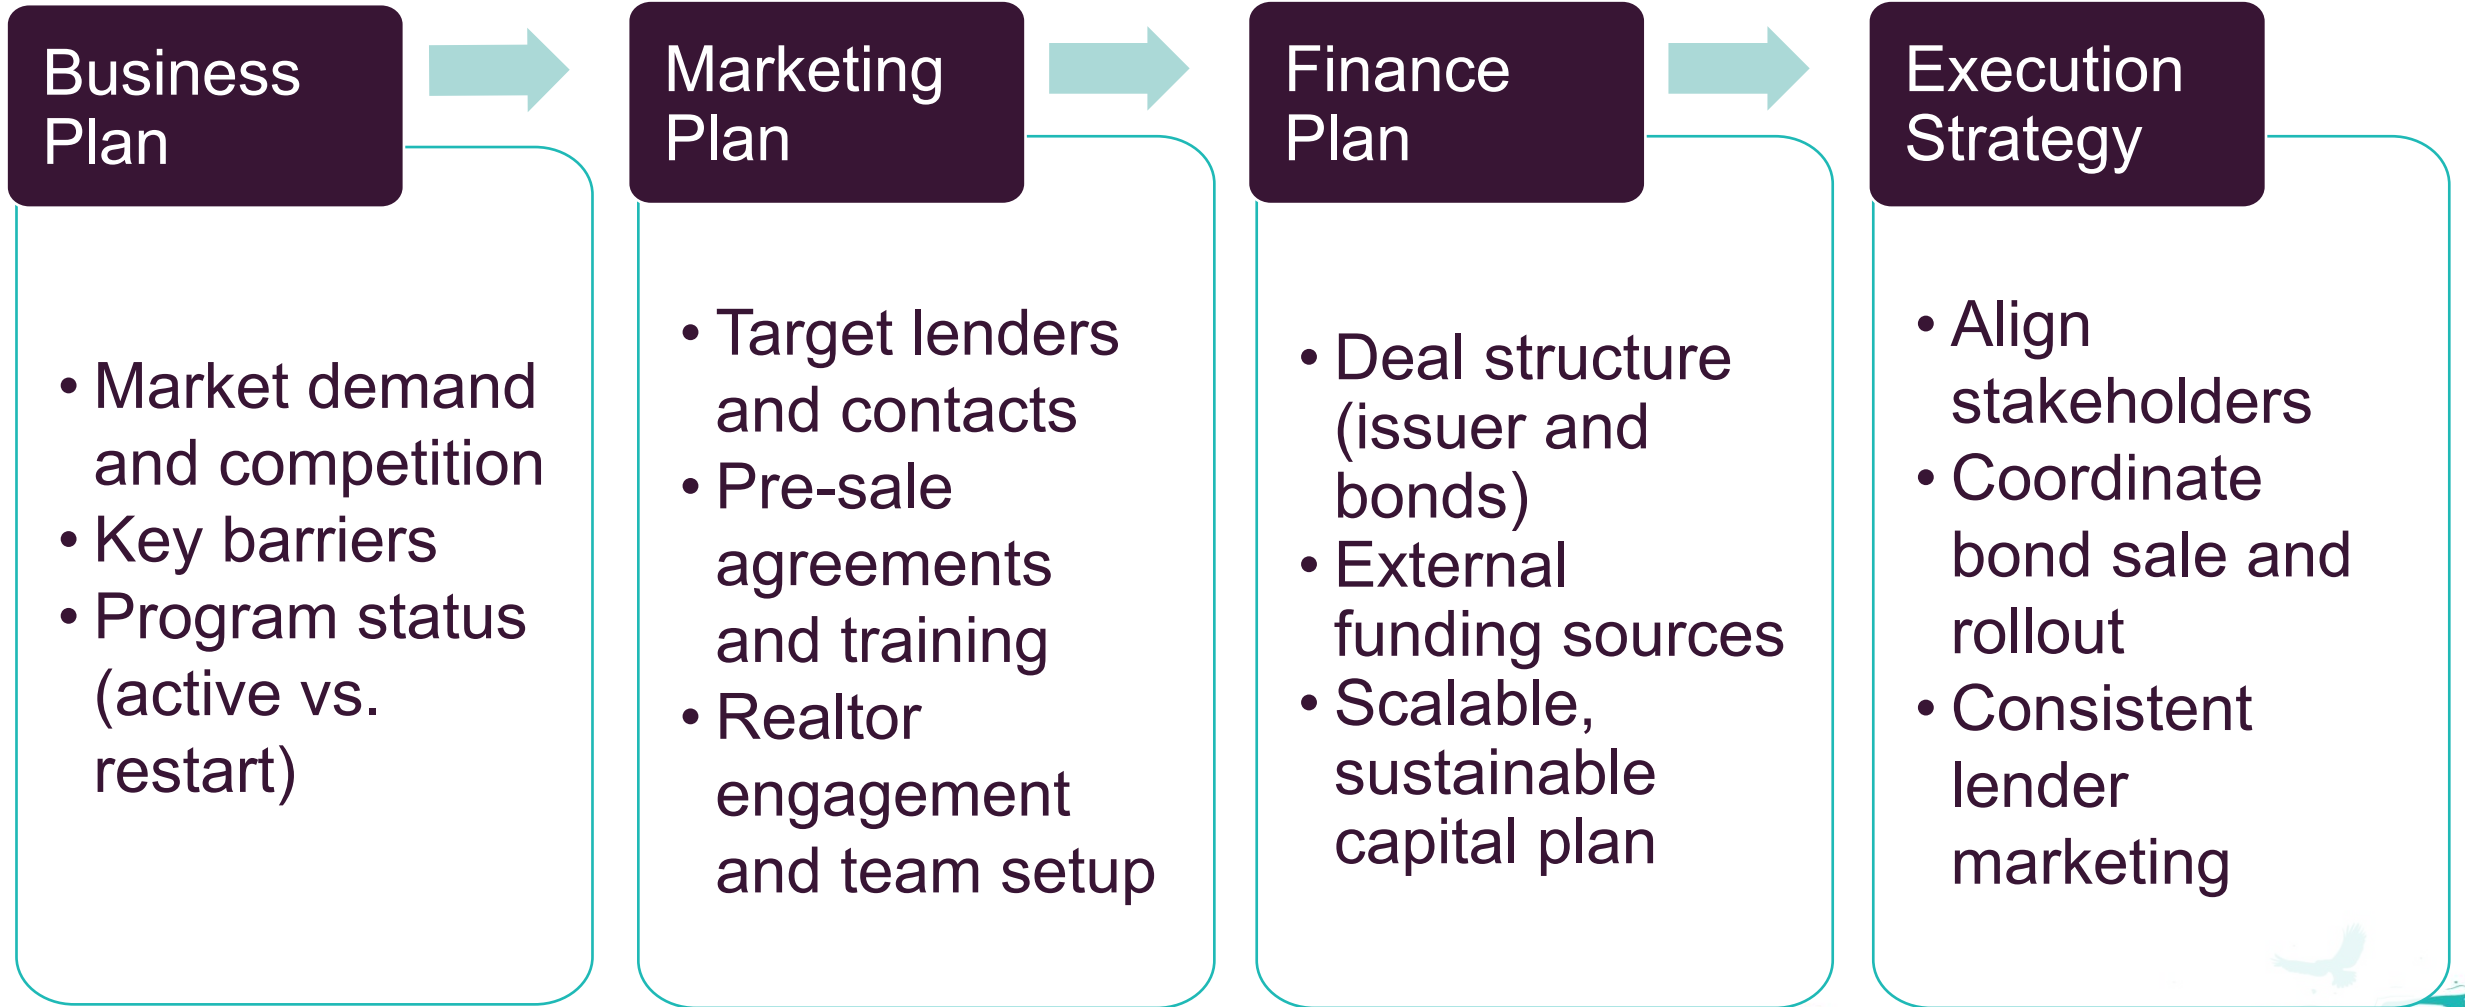 Business
Plan
• Market demand
and competition
• Key barriers
• Program status
(active vs.
restart)
Marketing
Plan
• Target lenders
and contacts
• Pre-sale
agreements
and training
• Realtor
engagement
and team setup
Finance
Plan
• Deal structure
(issuer and
bonds)
• External
funding sources
• Scalable,
sustainable
capital plan
Execution
Strategy
• Align
stakeholders
• Coordinate
bond sale and
rollout
• Consistent
lender
marketing